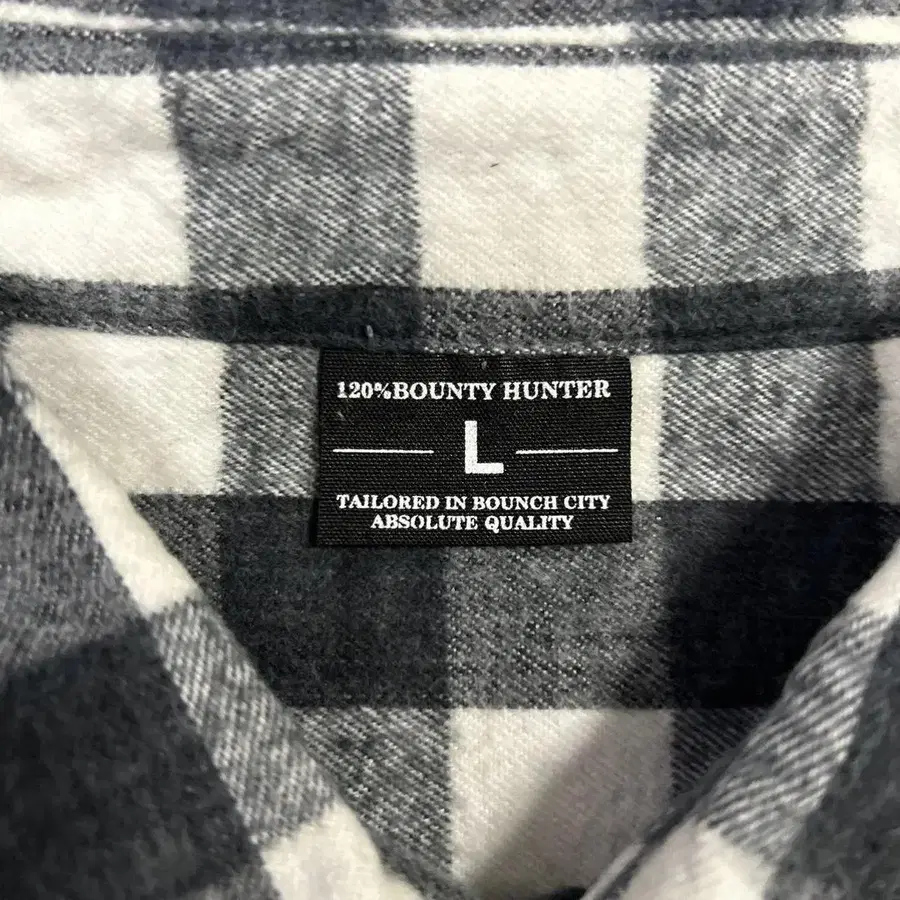 120%BOUNTY HUNTER
L
TAILORED IN BOUNCH CITY
ABSOLUTE QUALITY